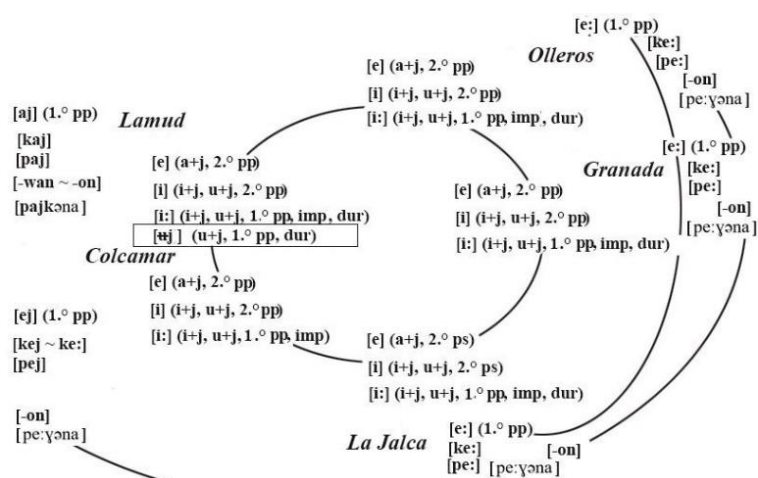 [e:] (1.° pp)
Olleros
[ke:]
[pe:]
[-on]
[pe:ɣəna]
[e] (a+j, 2.° pp)
[i] (i+j, u+j, 2.° pp)
[i:] (i+j, u+j, 1.° pp, imp, dur)
[aj] (1.° pp)
Lamud
[kaj]
[paj]
[-wan ~ -on]
[pajkəna]
[e] (a+j, 2.° pp)
[i] (i+j, u+j, 2.° pp)
[i:] (i+j, u+j, 1.° pp, imp, dur)
[ʉj] (u+j, 1.° pp, dur)
[e:] (1.° pp)
Granada
[ke:]
[pe:]
[-on]
[pe:ɣəna]
[e] (a+j, 2.° pp)
[i] (i+j, u+j, 2.° pp)
[i:] (i+j, u+j, 1.° pp, imp, dur)
Colcamar
[e] (a+j, 2.° pp)
[i] (i+j, u+j, 2.° pp)
[i:] (i+j, u+j, 1.° pp, imp)
[ej] (1.° pp)
[kej ~ ke:]
[pej]
[-on]
[pe:ɣəna]
[e] (a+j, 2.° ps)
[i] (i+j, u+j, 2.° ps)
[i:] (i+j, u+j, 1.° pp, imp, dur)
La Jalca
[e:] (1.° pp)
[ke:]
[-on]
[pe:]
[pe:ɣəna]